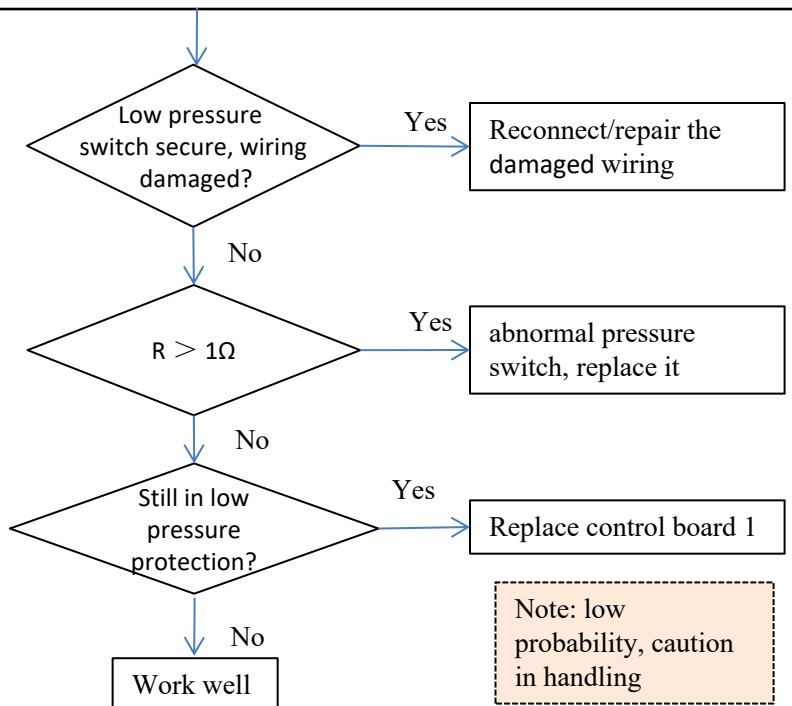 Low pressure
switch secure, wiring
damaged?
Yes
Reconnect/repair the
damaged wiring
No
R ＞ 1Ω
Yes
abnormal pressure
switch, replace it
No
Still in low
pressure
protection?
Yes
Replace control board 1
Note: low
probability, caution
in handling
No
Work well